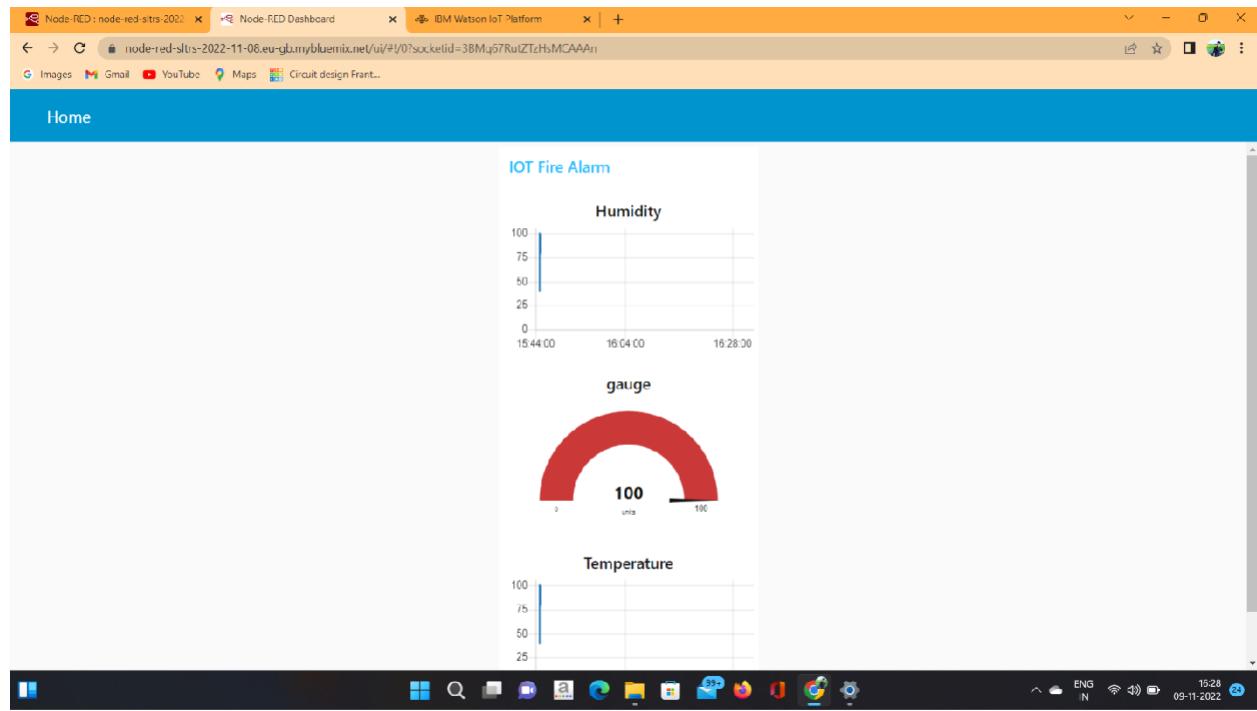 Node-RED : node-red-sitrs-2022
Node-RED Dashboard
IBM Watson IoT Platform
node-red-sltrs-2022-11-08.eu-gb.mybluemix.net/ui/#!/0?socketid=
Images
Gmail
YouTube
Maps
Circuit design Frant...
Home
IOT Fire Alarm
Humidity
100
75
50
25
0
15:44:00 16:04:00 16:28:00
gauge
100
0 units 100
Temperature
100
75
50
25
99+
ENG
IN
15:28
09-11-2022
24